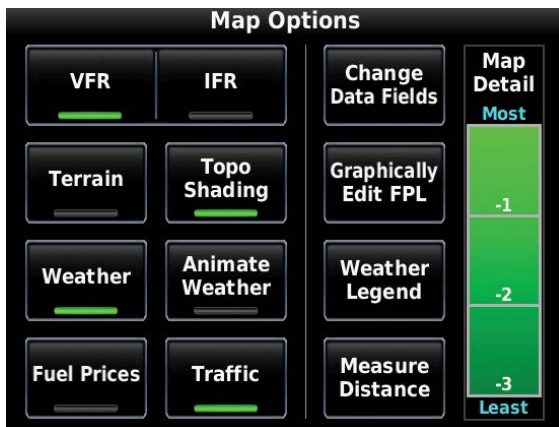 Map Options
VFR
IFR
Change
Data Fields
Map
Detail
Most
Terrain
Topo
Shading
Graphically
Edit FPL
-1
Weather
Animate
Weather
Weather
Legend
-2
Fuel Prices
Traffic
Measure
Distance
-3
Least